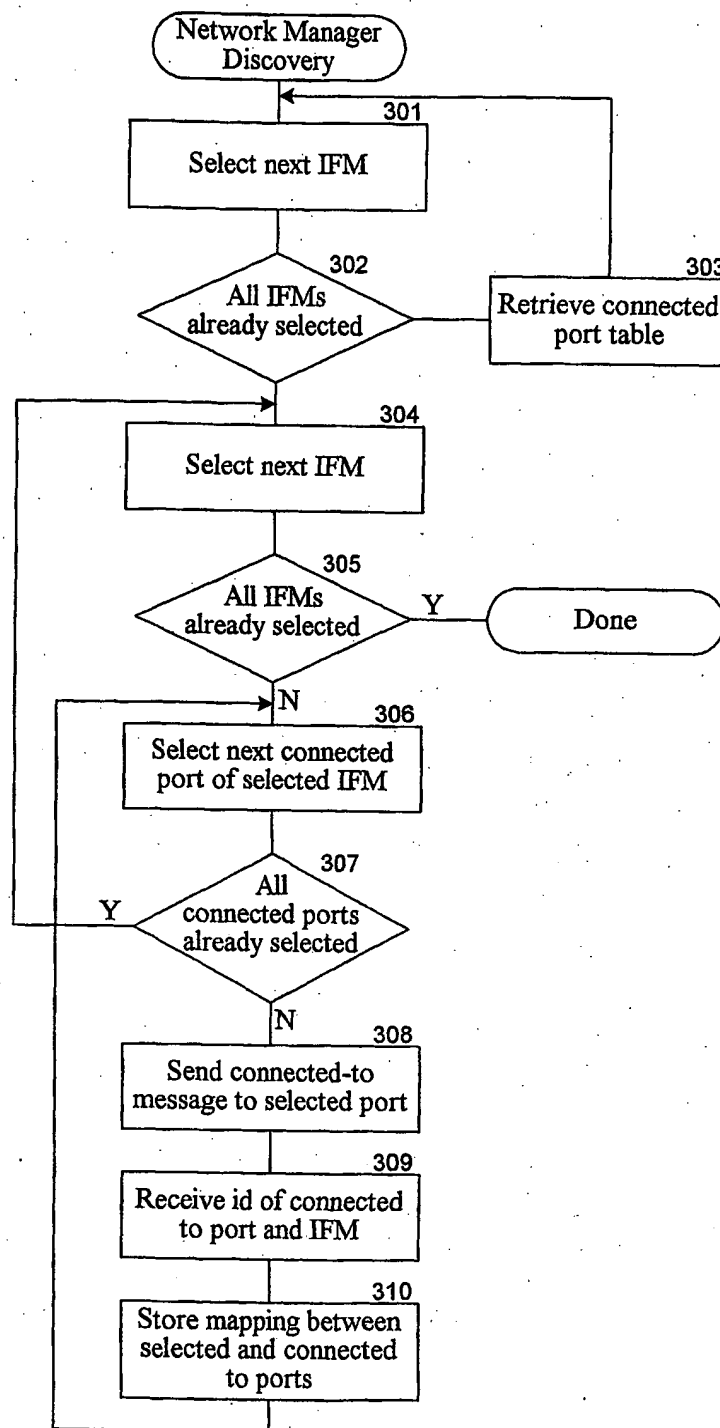 Network Manager
Discovery
301
Select next IFM
302
All IFMs
already selected
303
Retrieve connected
port table
304
Select next IFM
305
All IFMs
already selected
Y
Done
N
306
Select next connected
port of selected IFM
307
All
connected ports
already selected
Y
N
308
Send connected-to
message to selected port
309
Receive id of connected
to port and IFM
310
Store mapping between
selected and connected
to ports